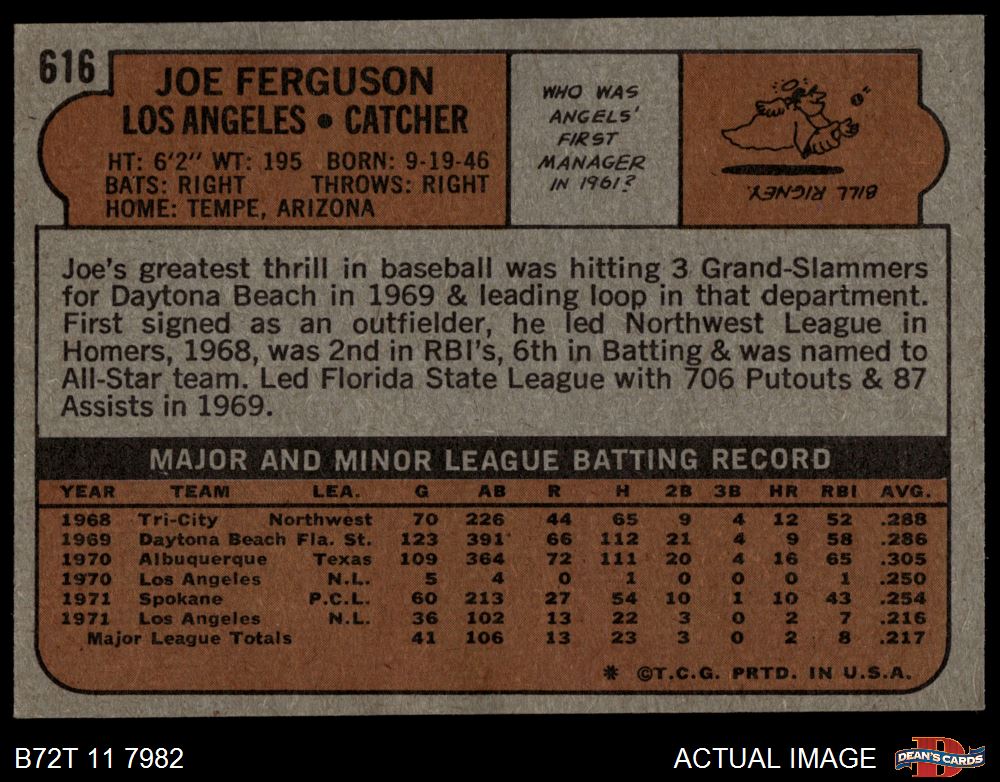 616
JOE FERGUSON
LOS ANGELES • CATCHER
HT: 6'2" WT: 195 BORN: 9-19-46
BATS: RIGHT THROWS: RIGHT
HOME: TEMPE, ARIZONA
WHO WAS
ANGELS'
FIRST
MANAGER
IN 1961?
BILL RIGNEY
Joe's greatest thrill in baseball was hitting 3 Grand-Slammers
for Daytona Beach in 1969 & leading loop in that department.
First signed as an outfielder, he led Northwest League in
Homers, 1968, was 2nd in RBI's, 6th in Batting & was named to
All-Star team. Led Florida State League with 706 Putouts & 87
Assists in 1969.
MAJOR AND MINOR LEAGUE BATTING RECORD
YEAR TEAM LEA. G AB R H 2B 3B HR RBI AVG.
1968 Tri-City Northwest 70 226 44 65 9 4 12 52 .288
1969 Daytona Beach Fla. St. 123 391 66 112 21 4 9 58 .286
1970 Albuquerque Texas 109 364 72 111 20 4 16 65 .305
1970 Los Angeles N.L. 5 4 0 1 0 0 0 1 .250
1971 Spokane P.C.L. 60 213 27 54 10 1 10 43 .254
1971 Los Angeles N.L. 36 102 13 22 3 0 2 7 .216
Major League Totals 41 106 13 23 3 0 2 8 .217
* ©T.C.G. PRTD. IN U.S.A.
B72T 11 7982
ACTUAL IMAGE
DEAN'S CARDS